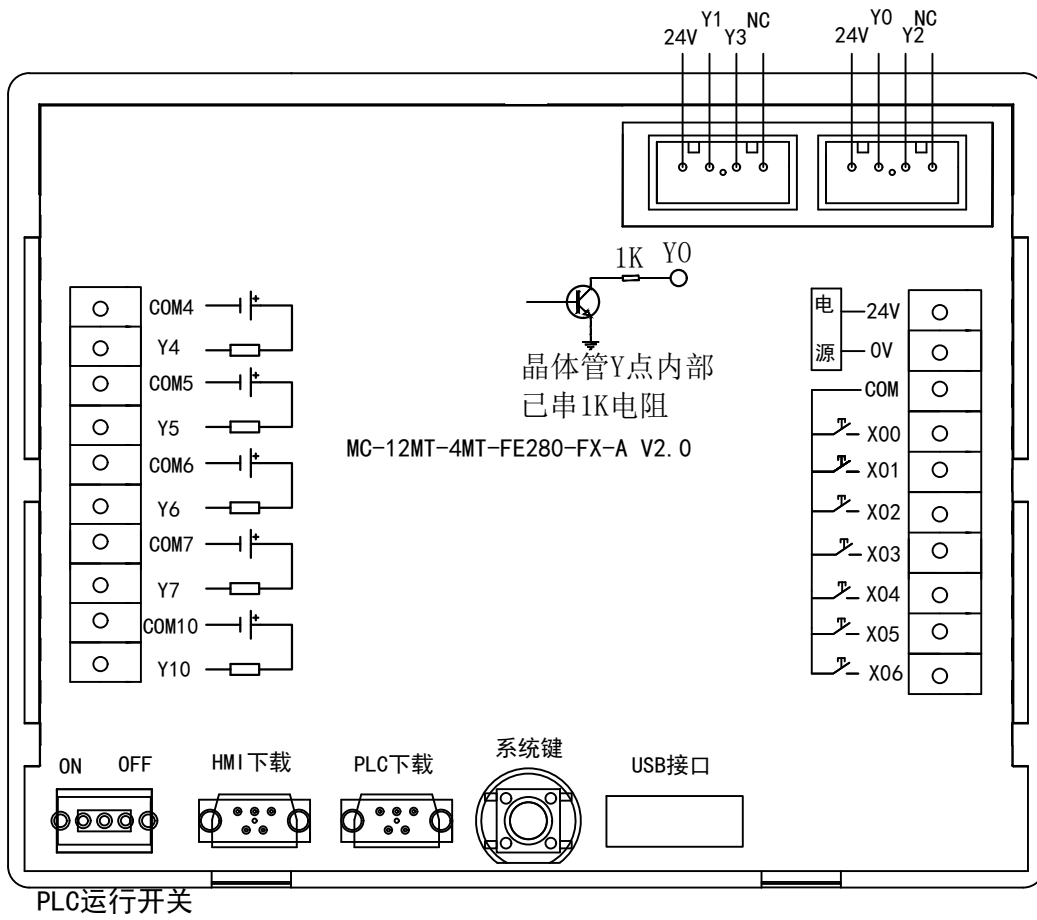 Y1 NC Y0 NC
24V Y3 24V Y2
1K Y0
晶体管Y点内部
已串1K电阻
MC-12MT-4MT-FE280-FX-A V2.0
COM4
Y4
COM5
Y5
COM6
Y6
COM7
Y7
COM10
Y10
电源
24V
0V
COM
X00
X01
X02
X03
X04
X05
X06
ON OFF
HMI下载
PLC下载
系统键
USB接口
PLC运行开关